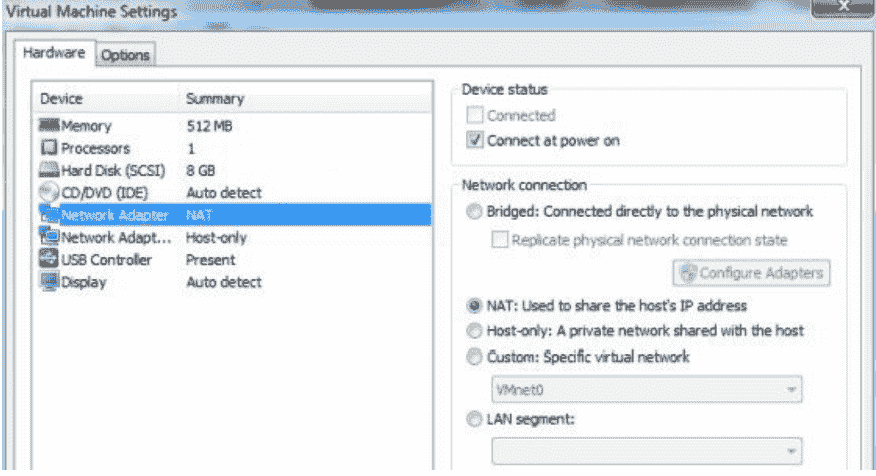 Virtual Machine Settings
Hardware Options
Device Summary
Memory 512 MB
Processors 1
Hard Disk (SCSI) 8 GB
CD/DVD (IDE) Auto detect
Network Adapter NAT
Network Adapt... Host-only
USB Controller Present
Display Auto detect
Device status
Connected
Connect at power on
Network connection
Bridged: Connected directly to the physical network
Replicate physical network connection state
Configure Adapters
NAT: Used to share the host's IP address
Host-only: A private network shared with the host
Custom: Specific virtual network
VMnet0
LAN segment: